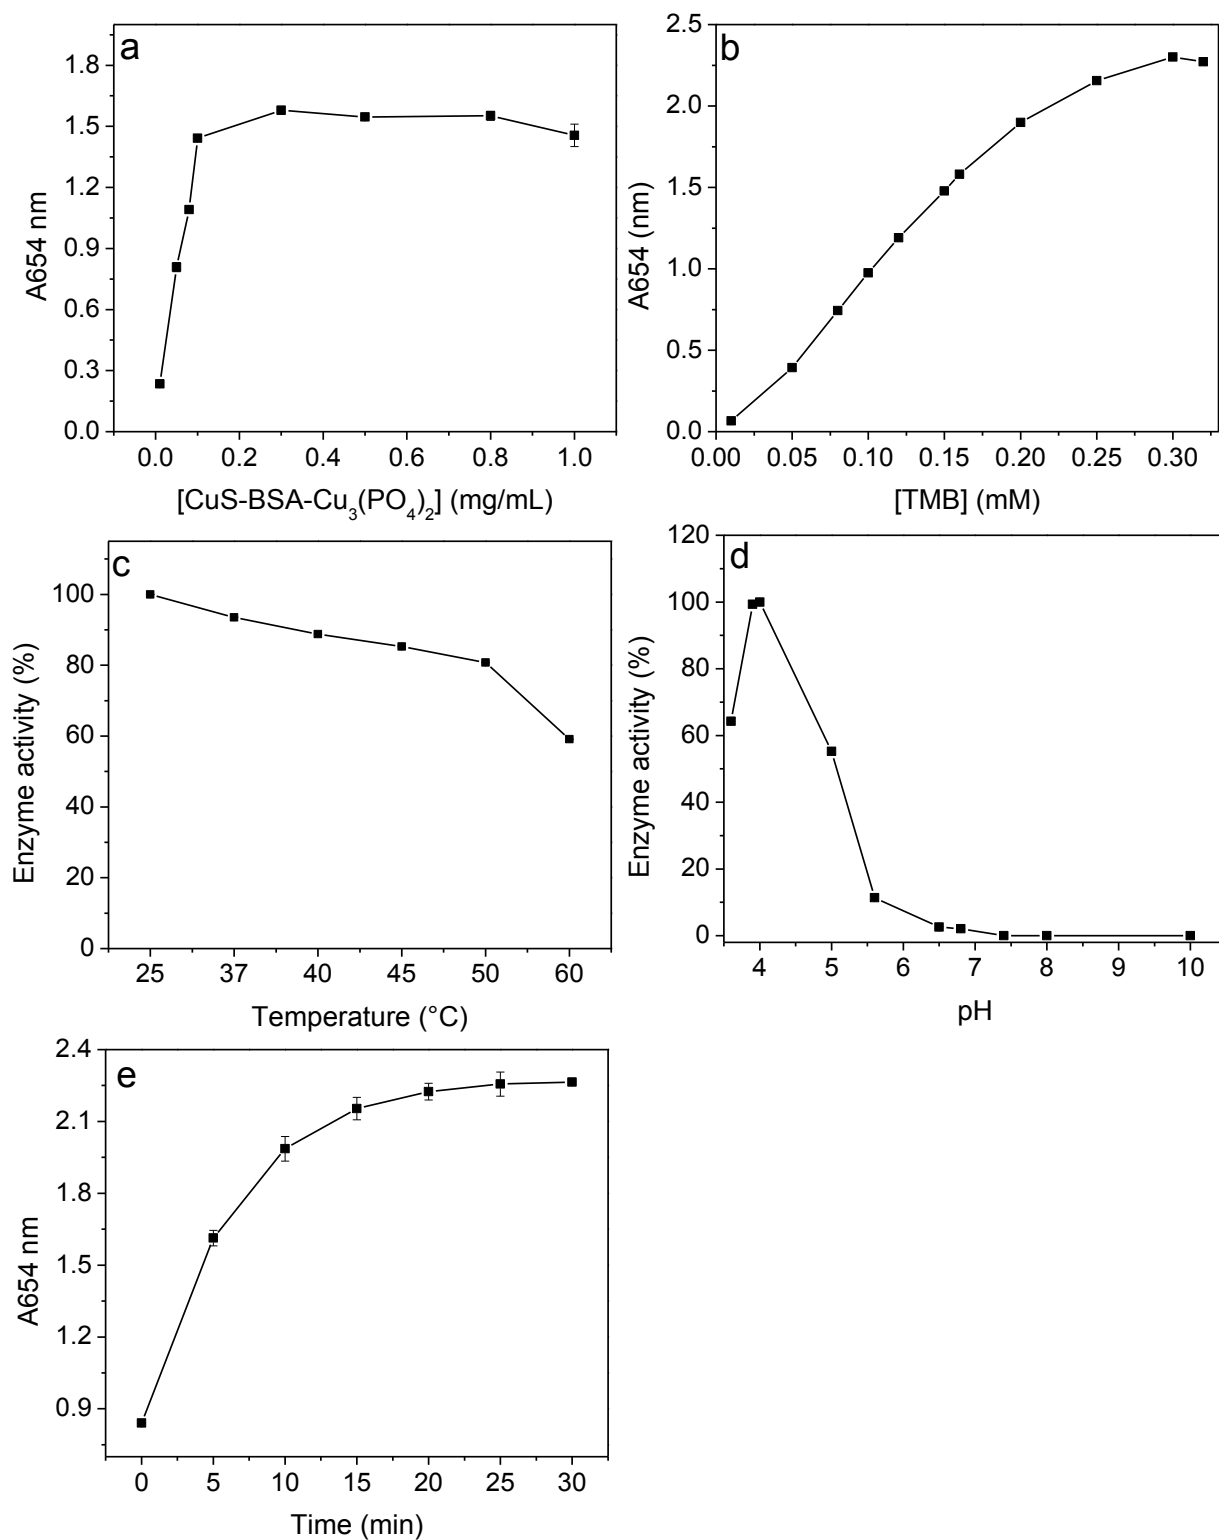 a
1.8
1.5
1.2
0.9
0.6
0.3
0.0
A654 nm
0.0 0.2 0.4 0.6 0.8 1.0
[CuS-BSA-Cu₃(PO₄)₂] (mg/mL)
b
2.5
2.0
1.5
1.0
0.5
0.0
A654 (nm)
0.00 0.05 0.10 0.15 0.20 0.25 0.30
[TMB] (mM)
c
100
80
60
40
20
0
Enzyme activity (%)
25 37 40 45 50 60
Temperature (°C)
d
120
100
80
60
40
20
0
Enzyme activity (%)
4 5 6 7 8 9 10
pH
e
2.4
2.1
1.8
1.5
1.2
0.9
A654 nm
0 5 10 15 20 25 30
Time (min)